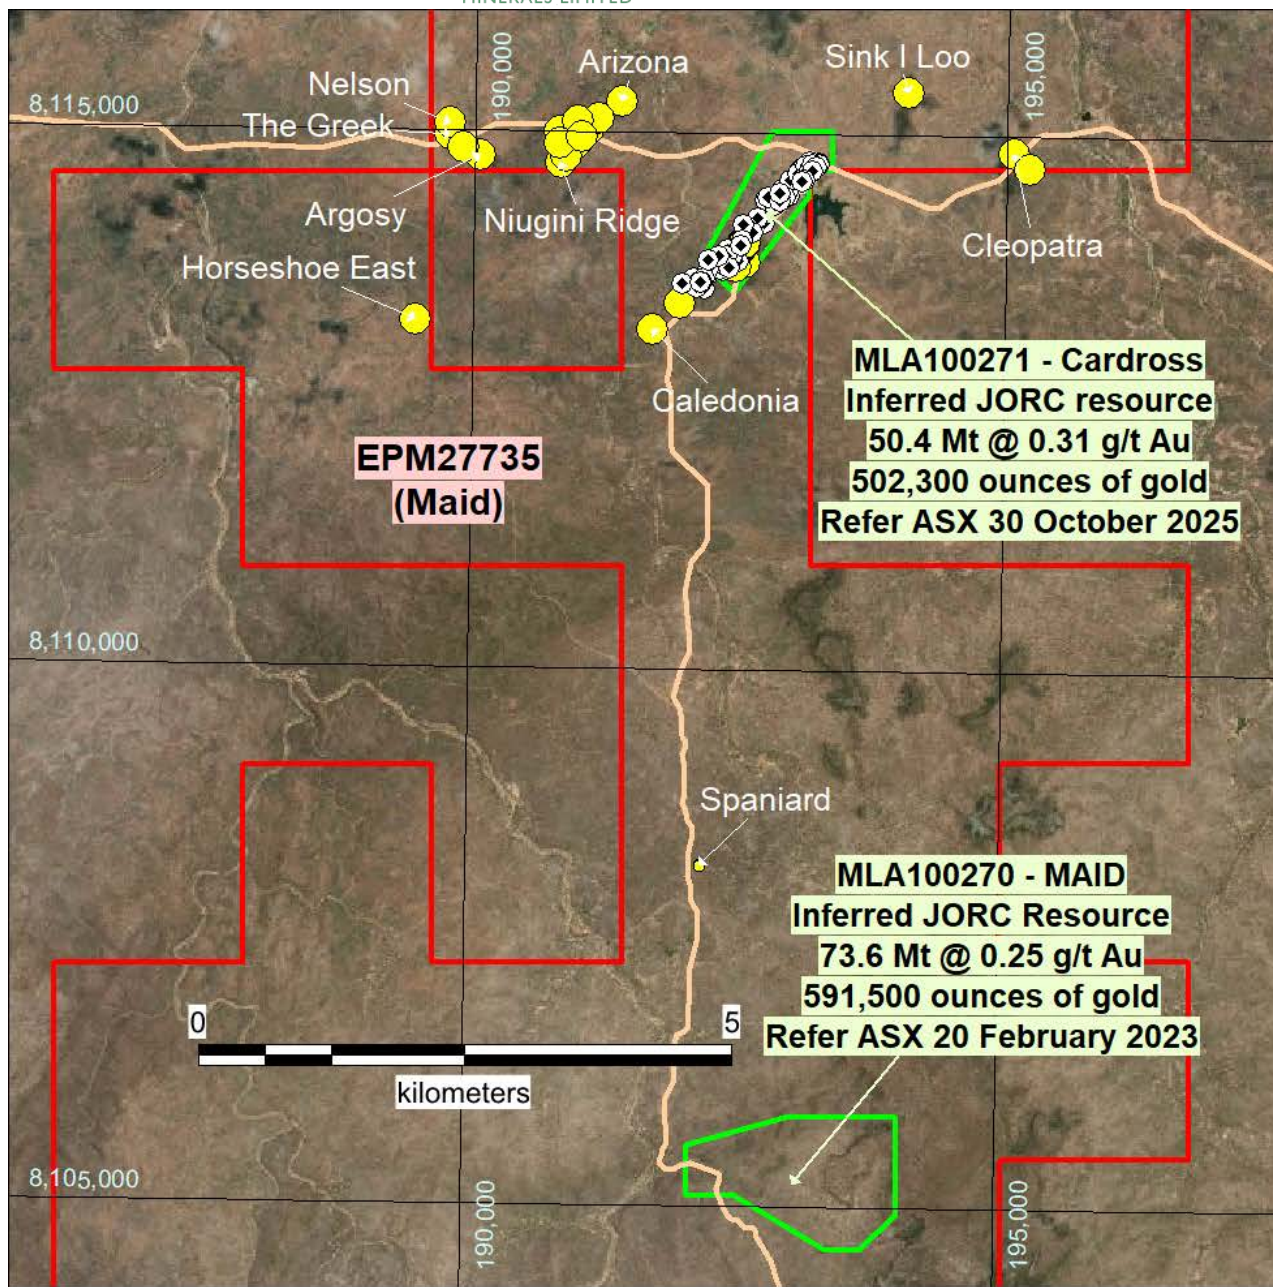 MINERALS LIMITED
190,000
195,000
Arizona
Sink I Loo
Nelson
8,115,000
The Greek
Argosy
Niugini Ridge
Cleopatra
Horseshoe East
Caledonia
MLA100271 - Cardross
Inferred JORC resource
50.4 Mt @ 0.31 g/t Au
502,300 ounces of gold
Refer ASX 30 October 2025
EPM27735
(Maid)
8,110,000
Spaniard
MLA100270 - MAID
Inferred JORC Resource
73.6 Mt @ 0.25 g/t Au
591,500 ounces of gold
Refer ASX 20 February 2023
0
5
kilometers
8,105,000
190,000
195,000